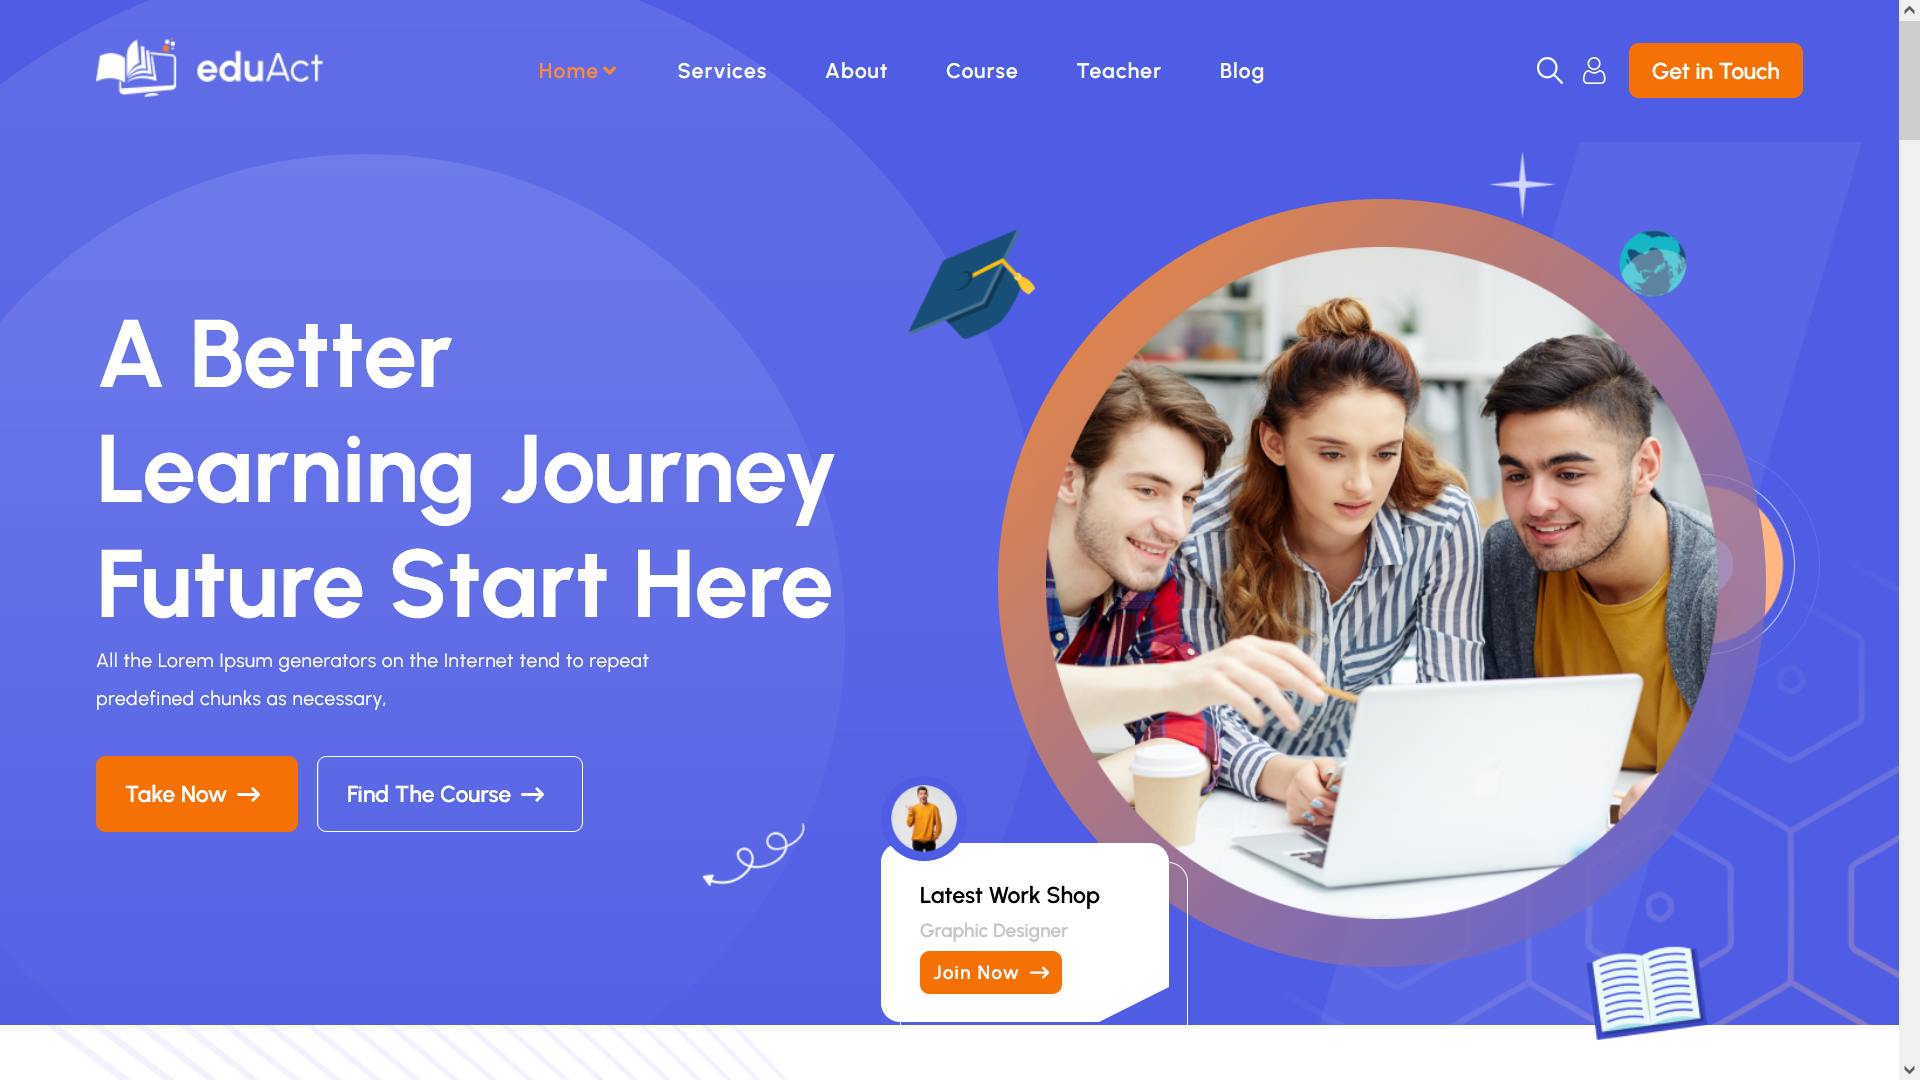 eduAct
Home
Services
About
Course
Teacher
Blog
Get in Touch
A Better
Learning Journey
Future Start Here
All the Lorem Ipsum generators on the Internet tend to repeat
predefined chunks as necessary,
Take Now
Find The Course
Latest Work Shop
Graphic Designer
Join Now